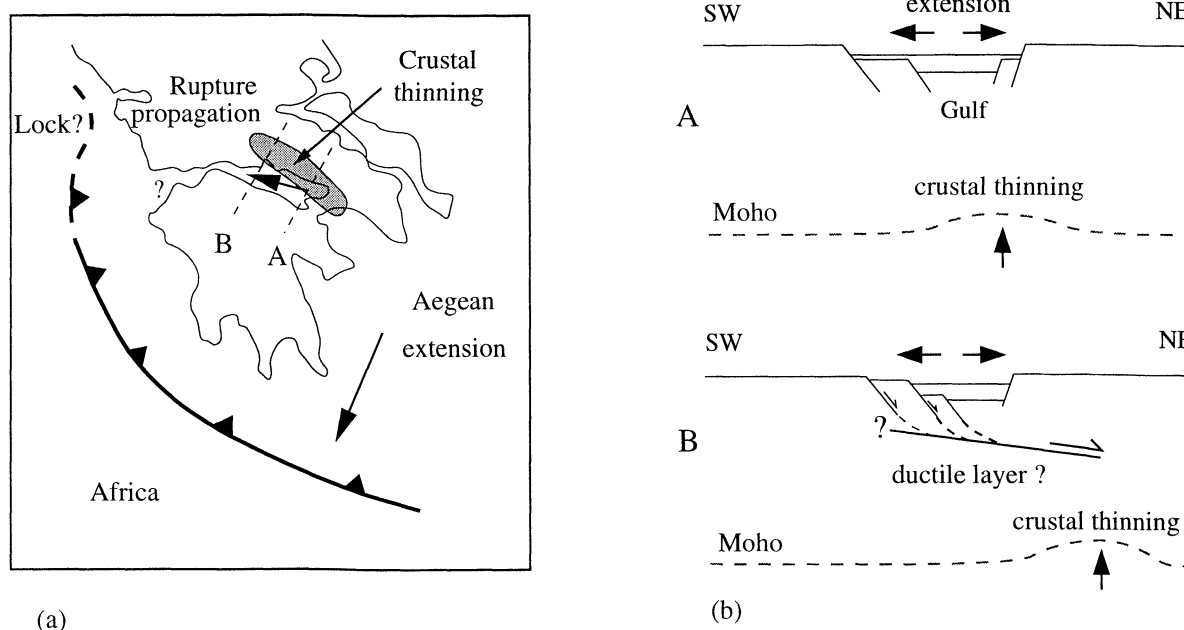 Crustal
thinning
Rupture
propagation
Lock?
?
B
A
Aegean
extension
Africa
(a)
SW
extension
NE
A
Gulf
crustal thinning
Moho
SW
NE
B
?
ductile layer ?
crustal thinning
Moho
(b)